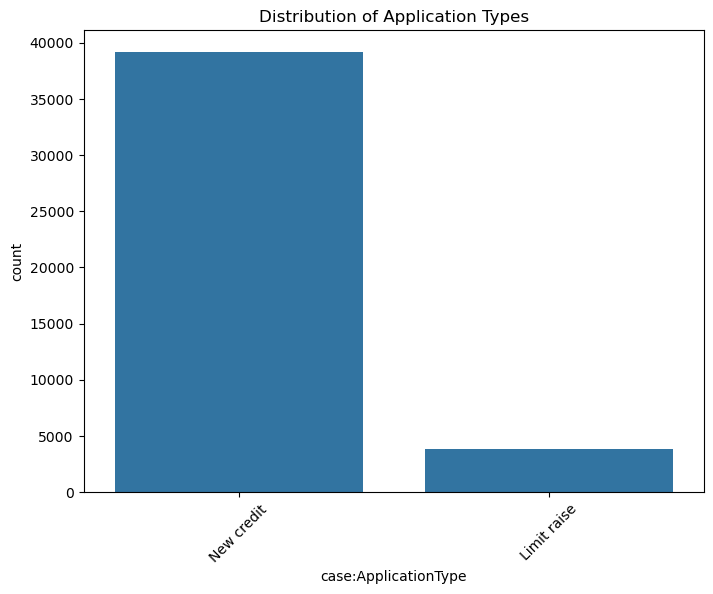 Distribution of Application Types
40000
35000
30000
25000
20000
15000
10000
5000
0
count
New credit
Limit raise
case:ApplicationType